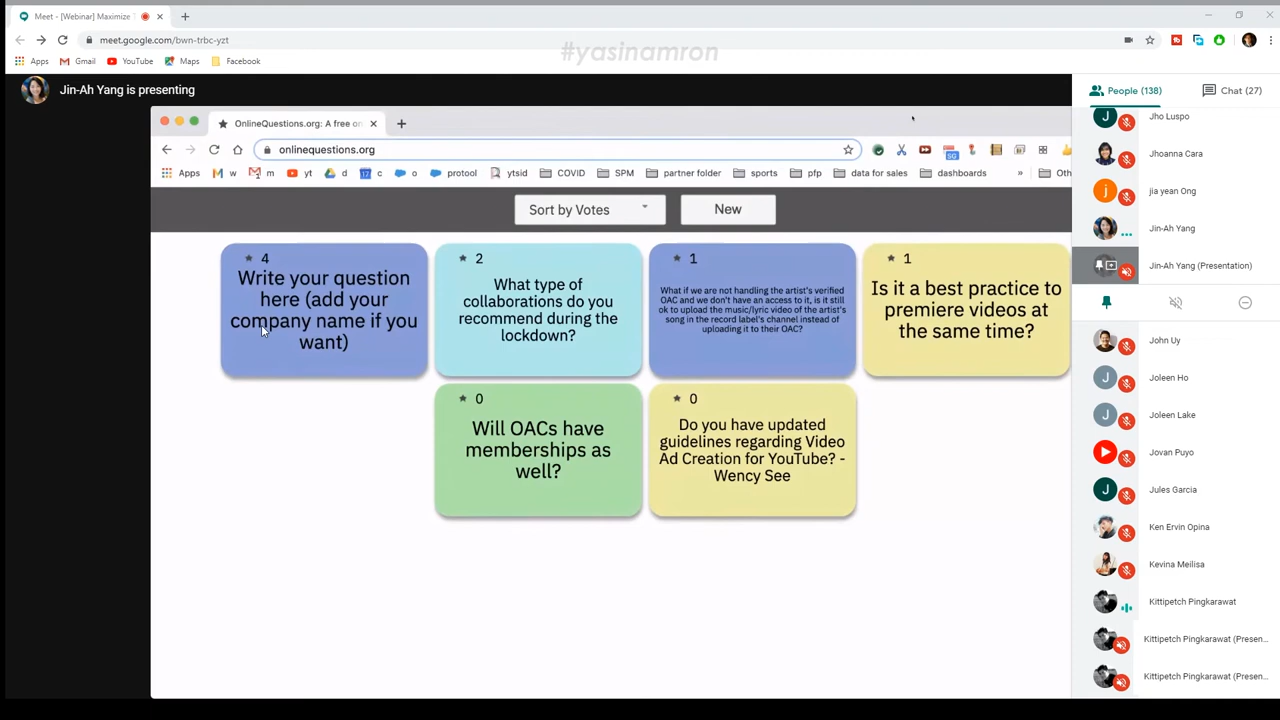 Meet - [Webinar] Maximize
meet.google.com/bwn-trbc-yzt
#yasinamron
Apps Gmail YouTube Maps Facebook
Jin-Ah Yang is presenting
People (138)
Chat (27)
OnlineQuestions.org: A free on
onlinequestions.org
Apps w m yt d c o protool ytsid COVID SPM partner folder sports pfp data for sales dashboards » Oth
Sort by Votes
New
4
Write your question
here (add your
company name if you
want)
2
What type of
collaborations do you
recommend during the
lockdown?
1
What if we are not handling the artist's verified
OAC and we don't have an access to it, is it still
ok to upload the music/lyric video of the artist's
song in the record label's channel instead of
uploading it to their OAC?
1
Is it a best practice to
premiere videos at
the same time?
0
Will OACs have
memberships as
well?
0
Do you have updated
guidelines regarding Video
Ad Creation for YouTube? -
Wency See
J Jho Luspo
Jhoanna Cara
j jia yean Ong
Jin-Ah Yang
Jin-Ah Yang (Presentation)
John Uy
J Joleen Ho
J Joleen Lake
Jovan Puyo
J Jules Garcia
Ken Ervin Opina
Kevina Meilisa
Kittipetch Pingkarawat
Kittipetch Pingkarawat (Presen...
Kittipetch Pingkarawat (Presen...